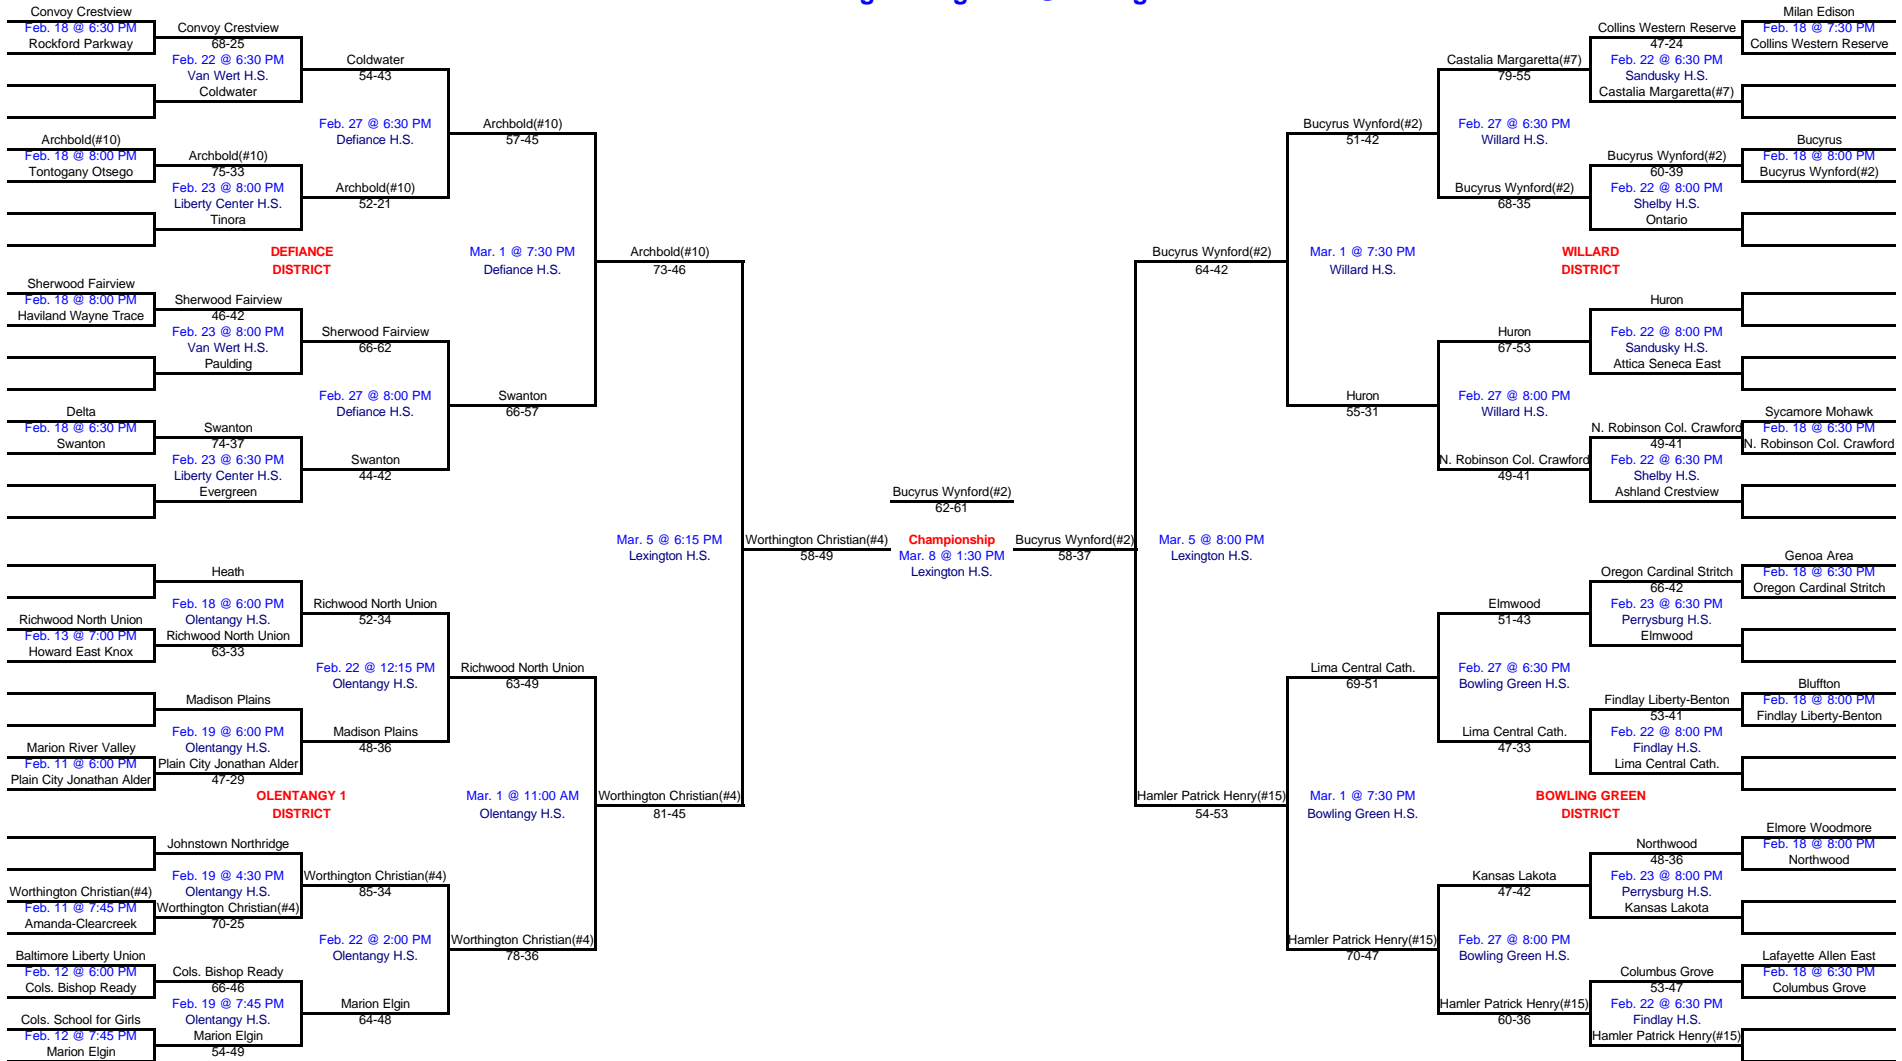 Convoy Crestview
Feb. 18 @ 6:30 PM
Rockford Parkway
Convoy Crestview
68-25
Feb. 22 @ 6:30 PM
Van Wert H.S.
Coldwater
Coldwater
54-43
Archbold(#10)
Feb. 18 @ 8:00 PM
Tontogany Otsego
Archbold(#10)
75-33
Feb. 23 @ 8:00 PM
Liberty Center H.S.
Tinora
Archbold(#10)
52-21
Feb. 27 @ 6:30 PM
Defiance H.S.
Archbold(#10)
57-45
DEFIANCE
DISTRICT
Mar. 1 @ 7:30 PM
Defiance H.S.
Archbold(#10)
73-46
Sherwood Fairview
Feb. 18 @ 8:00 PM
Haviland Wayne Trace
Sherwood Fairview
46-42
Feb. 23 @ 8:00 PM
Van Wert H.S.
Paulding
Sherwood Fairview
66-62
Feb. 27 @ 8:00 PM
Defiance H.S.
Swanton
66-57
Delta
Feb. 18 @ 6:30 PM
Swanton
Swanton
74-37
Feb. 23 @ 6:30 PM
Liberty Center H.S.
Evergreen
Swanton
44-42
Mar. 5 @ 6:15 PM
Lexington H.S.
Worthington Christian(#4)
58-49
Heath
Feb. 18 @ 6:00 PM
Olentangy H.S.
Richwood North Union
Feb. 13 @ 7:00 PM
Howard East Knox
Richwood North Union
63-33
Richwood North Union
52-34
Feb. 22 @ 12:15 PM
Olentangy H.S.
Richwood North Union
63-49
Madison Plains
Feb. 19 @ 6:00 PM
Olentangy H.S.
Marion River Valley
Feb. 11 @ 6:00 PM
Plain City Jonathan Alder
Plain City Jonathan Alder
47-29
Madison Plains
48-36
OLENTANGY 1
DISTRICT
Mar. 1 @ 11:00 AM
Olentangy H.S.
Worthington Christian(#4)
81-45
Johnstown Northridge
Feb. 19 @ 4:30 PM
Olentangy H.S.
Worthington Christian(#4)
Feb. 11 @ 7:45 PM
Amanda-Clearcreek
Worthington Christian(#4)
70-25
Worthington Christian(#4)
85-34
Feb. 22 @ 2:00 PM
Olentangy H.S.
Worthington Christian(#4)
78-36
Baltimore Liberty Union
Feb. 12 @ 6:00 PM
Cols. Bishop Ready
Cols. Bishop Ready
66-46
Feb. 19 @ 7:45 PM
Olentangy H.S.
Cols. School for Girls
Feb. 12 @ 7:45 PM
Marion Elgin
Marion Elgin
54-49
Marion Elgin
64-48
Bucyrus Wynford(#2)
62-61
Championship
Mar. 8 @ 1:30 PM
Lexington H.S.
Bucyrus Wynford(#2)
58-37
Mar. 5 @ 8:00 PM
Lexington H.S.
Milan Edison
Feb. 18 @ 7:30 PM
Collins Western Reserve
Collins Western Reserve
47-24
Feb. 22 @ 6:30 PM
Sandusky H.S.
Castalia Margaretta(#7)
Castalia Margaretta(#7)
79-55
Feb. 27 @ 6:30 PM
Willard H.S.
Bucyrus Wynford(#2)
51-42
Bucyrus
Feb. 18 @ 8:00 PM
Bucyrus Wynford(#2)
Bucyrus Wynford(#2)
60-39
Feb. 22 @ 8:00 PM
Shelby H.S.
Ontario
Bucyrus Wynford(#2)
68-35
WILLARD
DISTRICT
Mar. 1 @ 7:30 PM
Willard H.S.
Bucyrus Wynford(#2)
64-42
Huron
Feb. 22 @ 8:00 PM
Sandusky H.S.
Attica Seneca East
Huron
67-53
Feb. 27 @ 8:00 PM
Willard H.S.
Huron
55-31
Sycamore Mohawk
Feb. 18 @ 6:30 PM
N. Robinson Col. Crawford
N. Robinson Col. Crawford
49-41
Feb. 22 @ 6:30 PM
Shelby H.S.
Ashland Crestview
N. Robinson Col. Crawford
49-41
Genoa Area
Feb. 18 @ 6:30 PM
Oregon Cardinal Stritch
Oregon Cardinal Stritch
66-42
Feb. 23 @ 6:30 PM
Perrysburg H.S.
Elmwood
Elmwood
51-43
Feb. 27 @ 6:30 PM
Bowling Green H.S.
Lima Central Cath.
69-51
Bluffton
Feb. 18 @ 8:00 PM
Findlay Liberty-Benton
Findlay Liberty-Benton
53-41
Feb. 22 @ 8:00 PM
Findlay H.S.
Lima Central Cath.
Lima Central Cath.
47-33
BOWLING GREEN
DISTRICT
Mar. 1 @ 7:30 PM
Bowling Green H.S.
Hamler Patrick Henry(#15)
54-53
Elmore Woodmore
Feb. 18 @ 8:00 PM
Northwood
Northwood
48-36
Feb. 23 @ 8:00 PM
Perrysburg H.S.
Kansas Lakota
Kansas Lakota
47-42
Feb. 27 @ 8:00 PM
Bowling Green H.S.
Hamler Patrick Henry(#15)
70-47
Lafayette Allen East
Feb. 18 @ 6:30 PM
Columbus Grove
Columbus Grove
53-47
Feb. 22 @ 6:30 PM
Findlay H.S.
Hamler Patrick Henry(#15)
Hamler Patrick Henry(#15)
60-36